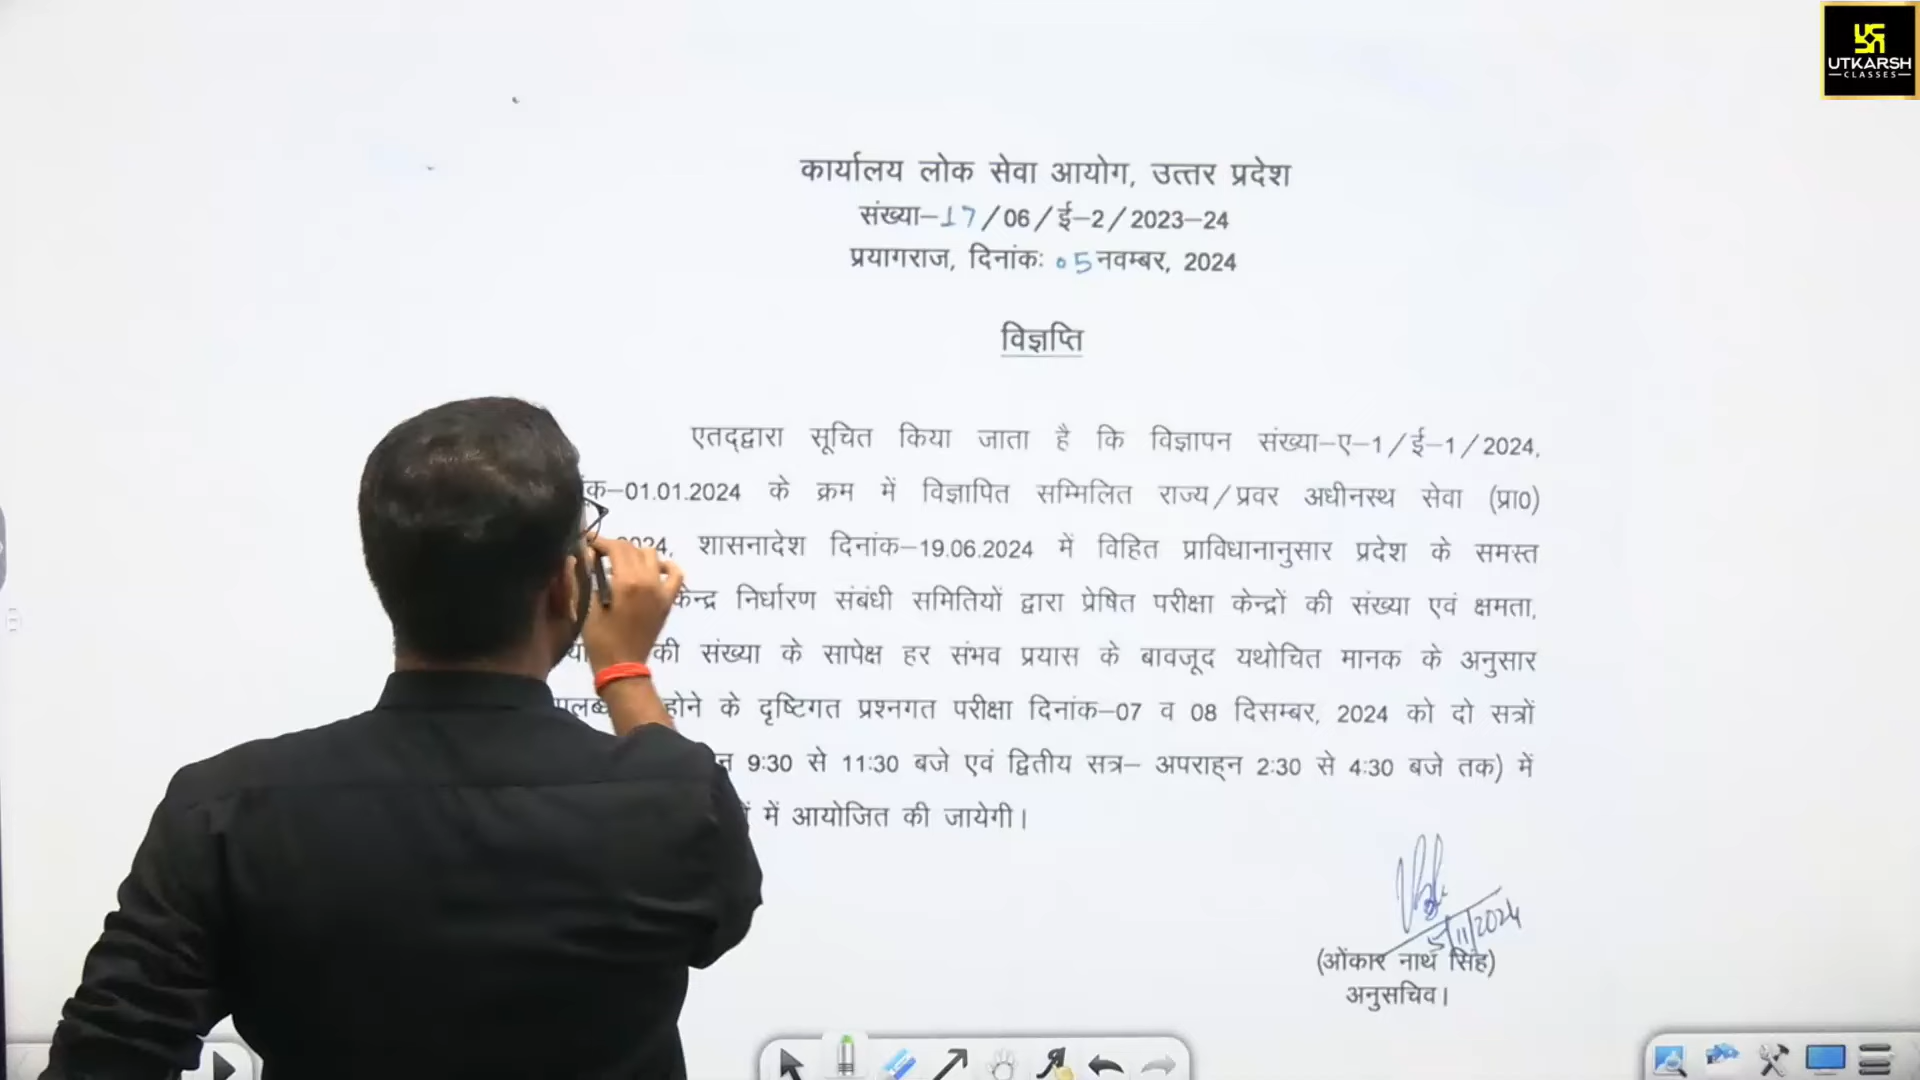 UTKARSH
CLASSES
कार्यालय लोक सेवा आयोग, उत्तर प्रदेश
संख्या–17/06/ई–2/2023–24
प्रयागराज, दिनांकः 05 नवम्बर, 2024
विज्ञप्ति
एतद्द्वारा सूचित किया जाता है कि विज्ञापन संख्या–ए–1/ई–1/2024,
–01.01.2024 के क्रम में विज्ञापित सम्मिलित राज्य/प्रवर अधीनस्थ सेवा (प्रा0)
शासनादेश दिनांक–19.06.2024 में विहित प्राविधानानुसार प्रदेश के समस्त
केन्द्र निर्धारण संबंधी समितियों द्वारा प्रेषित परीक्षा केन्द्रों की संख्या एवं क्षमता,
की संख्या के सापेक्ष हर संभव प्रयास के बावजूद यथोचित मानक के अनुसार
होने के दृष्टिगत प्रश्नगत परीक्षा दिनांक–07 व 08 दिसम्बर, 2024 को दो सत्रों
9:30 से 11:30 बजे एवं द्वितीय सत्र– अपराह्न 2:30 से 4:30 बजे तक) में
में आयोजित की जायेगी।
5/11/2024
(ओंकार नाथ सिंह)
अनुसचिव।